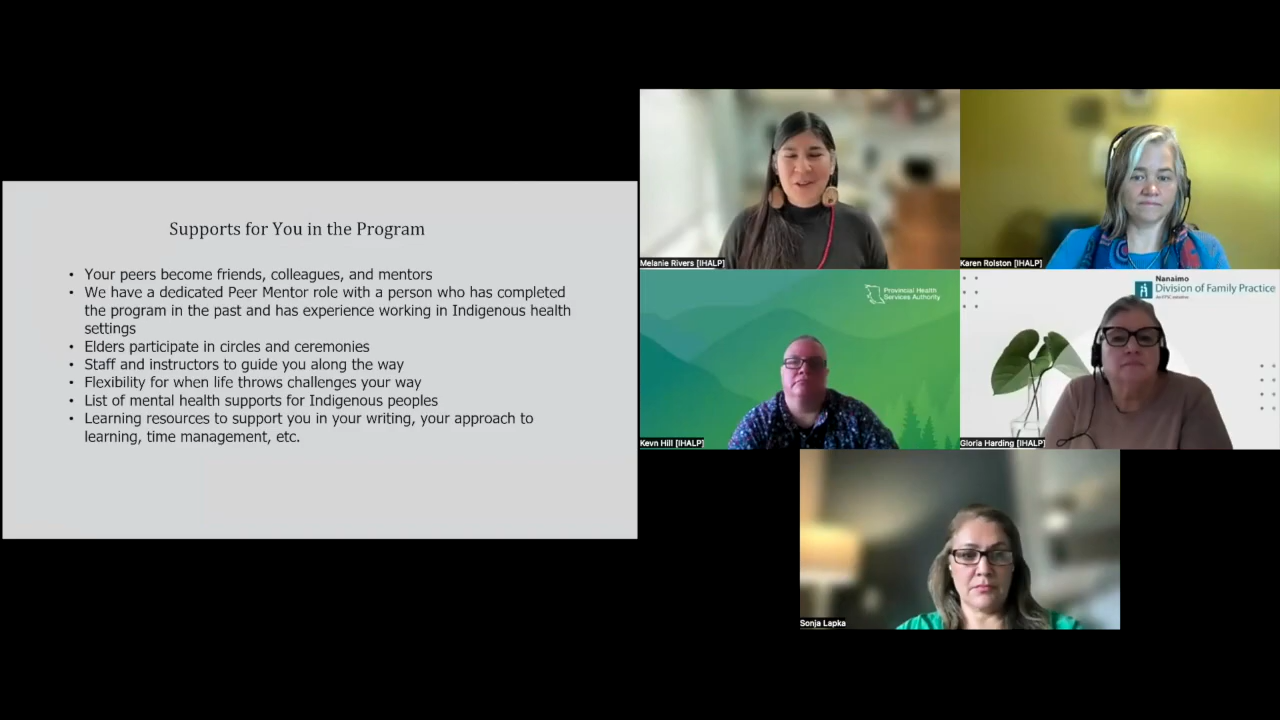 Supports for You in the Program
• Your peers become friends, colleagues, and mentors
• We have a dedicated Peer Mentor role with a person who has completed
the program in the past and has experience working in Indigenous health
settings
• Elders participate in circles and ceremonies
• Staff and instructors to guide you along the way
• Flexibility for when life throws challenges your way
• List of mental health supports for Indigenous peoples
• Learning resources to support you in your writing, your approach to
learning, time management, etc.
Melanie Rivers [IHALP]
Karen Rolston [IHALP]
Provincial Health
Services Authority
Kevn Hill [IHALP]
Nanaimo
Division of Family Practice
Gloria Harding [IHALP]
Sonja Lapka